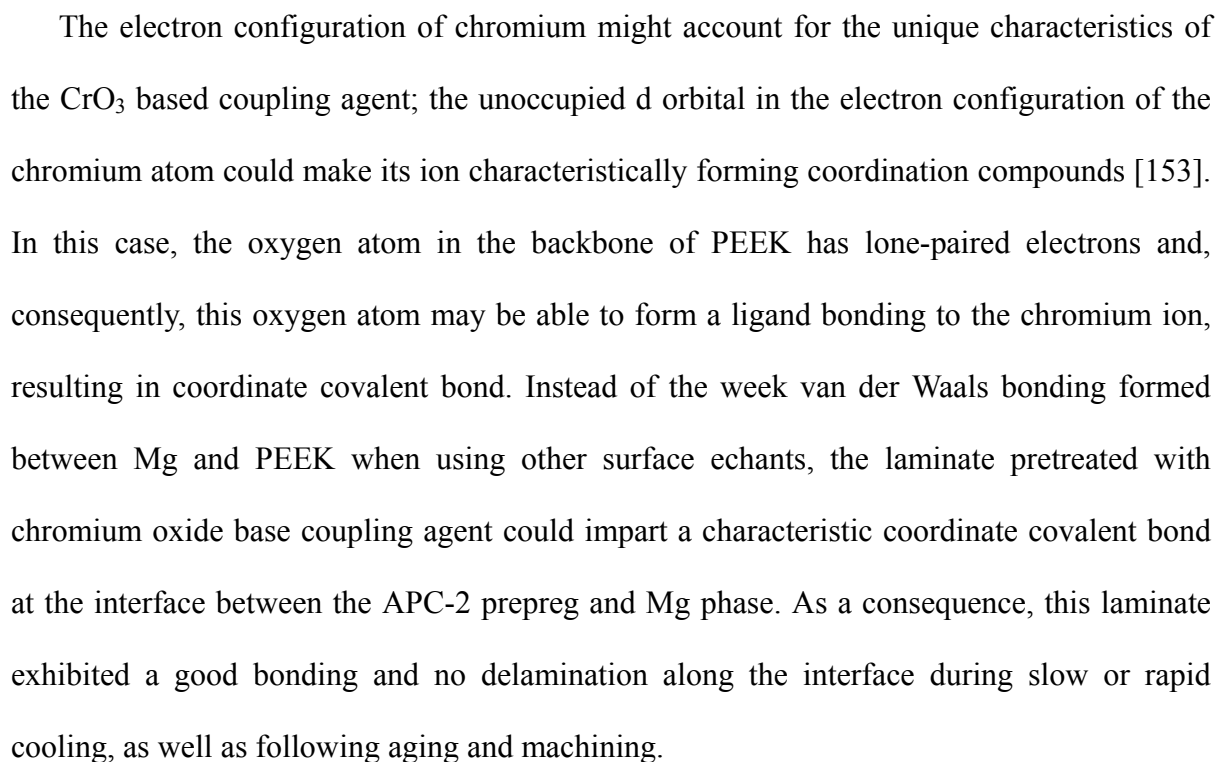 The electron configuration of chromium might account for the unique characteristics of
the CrO₃ based coupling agent; the unoccupied d orbital in the electron configuration of the
chromium atom could make its ion characteristically forming coordination compounds [153].
In this case, the oxygen atom in the backbone of PEEK has lone-paired electrons and,
consequently, this oxygen atom may be able to form a ligand bonding to the chromium ion,
resulting in coordinate covalent bond. Instead of the week van der Waals bonding formed
between Mg and PEEK when using other surface echants, the laminate pretreated with
chromium oxide base coupling agent could impart a characteristic coordinate covalent bond
at the interface between the APC-2 prepreg and Mg phase. As a consequence, this laminate
exhibited a good bonding and no delamination along the interface during slow or rapid
cooling, as well as following aging and machining.